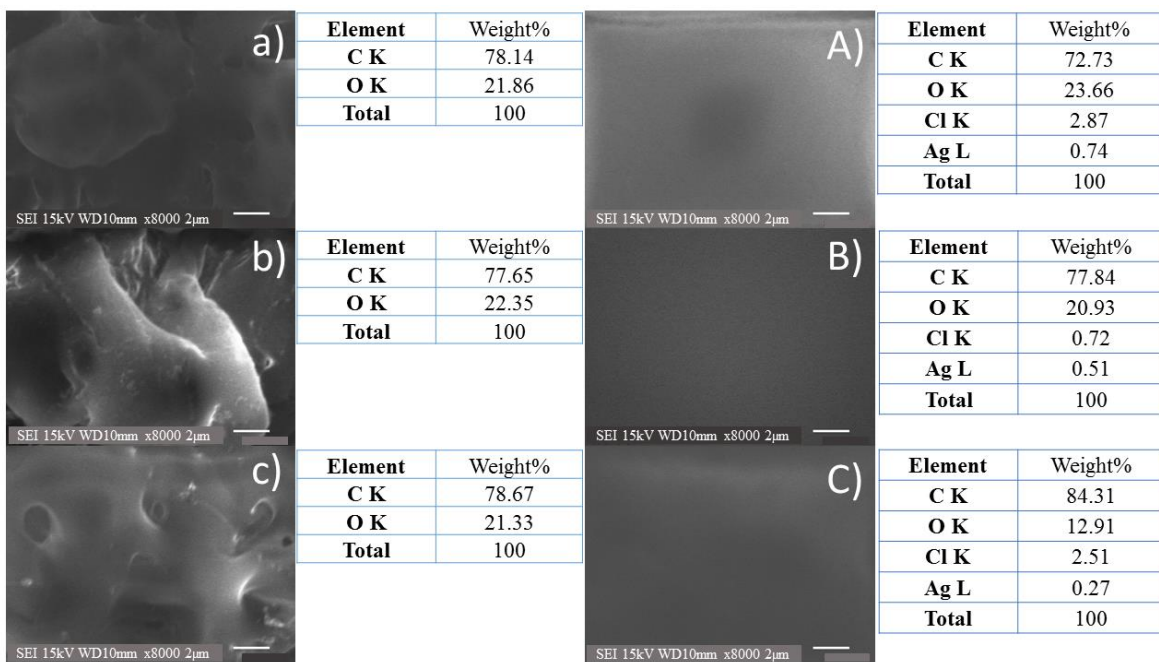 a)
SEI 15kV WD10mm x8000 2μm
Element Weight%
C K 78.14
O K 21.86
Total 100
A)
SEI 15kV WD10mm x8000 2μm
Element Weight%
C K 72.73
O K 23.66
Cl K 2.87
Ag L 0.74
Total 100
b)
SEI 15kV WD10mm x8000 2μm
Element Weight%
C K 77.65
O K 22.35
Total 100
B)
SEI 15kV WD10mm x8000 2μm
Element Weight%
C K 77.84
O K 20.93
Cl K 0.72
Ag L 0.51
Total 100
c)
SEI 15kV WD10mm x8000 2μm
Element Weight%
C K 78.67
O K 21.33
Total 100
C)
SEI 15kV WD10mm x8000 2μm
Element Weight%
C K 84.31
O K 12.91
Cl K 2.51
Ag L 0.27
Total 100